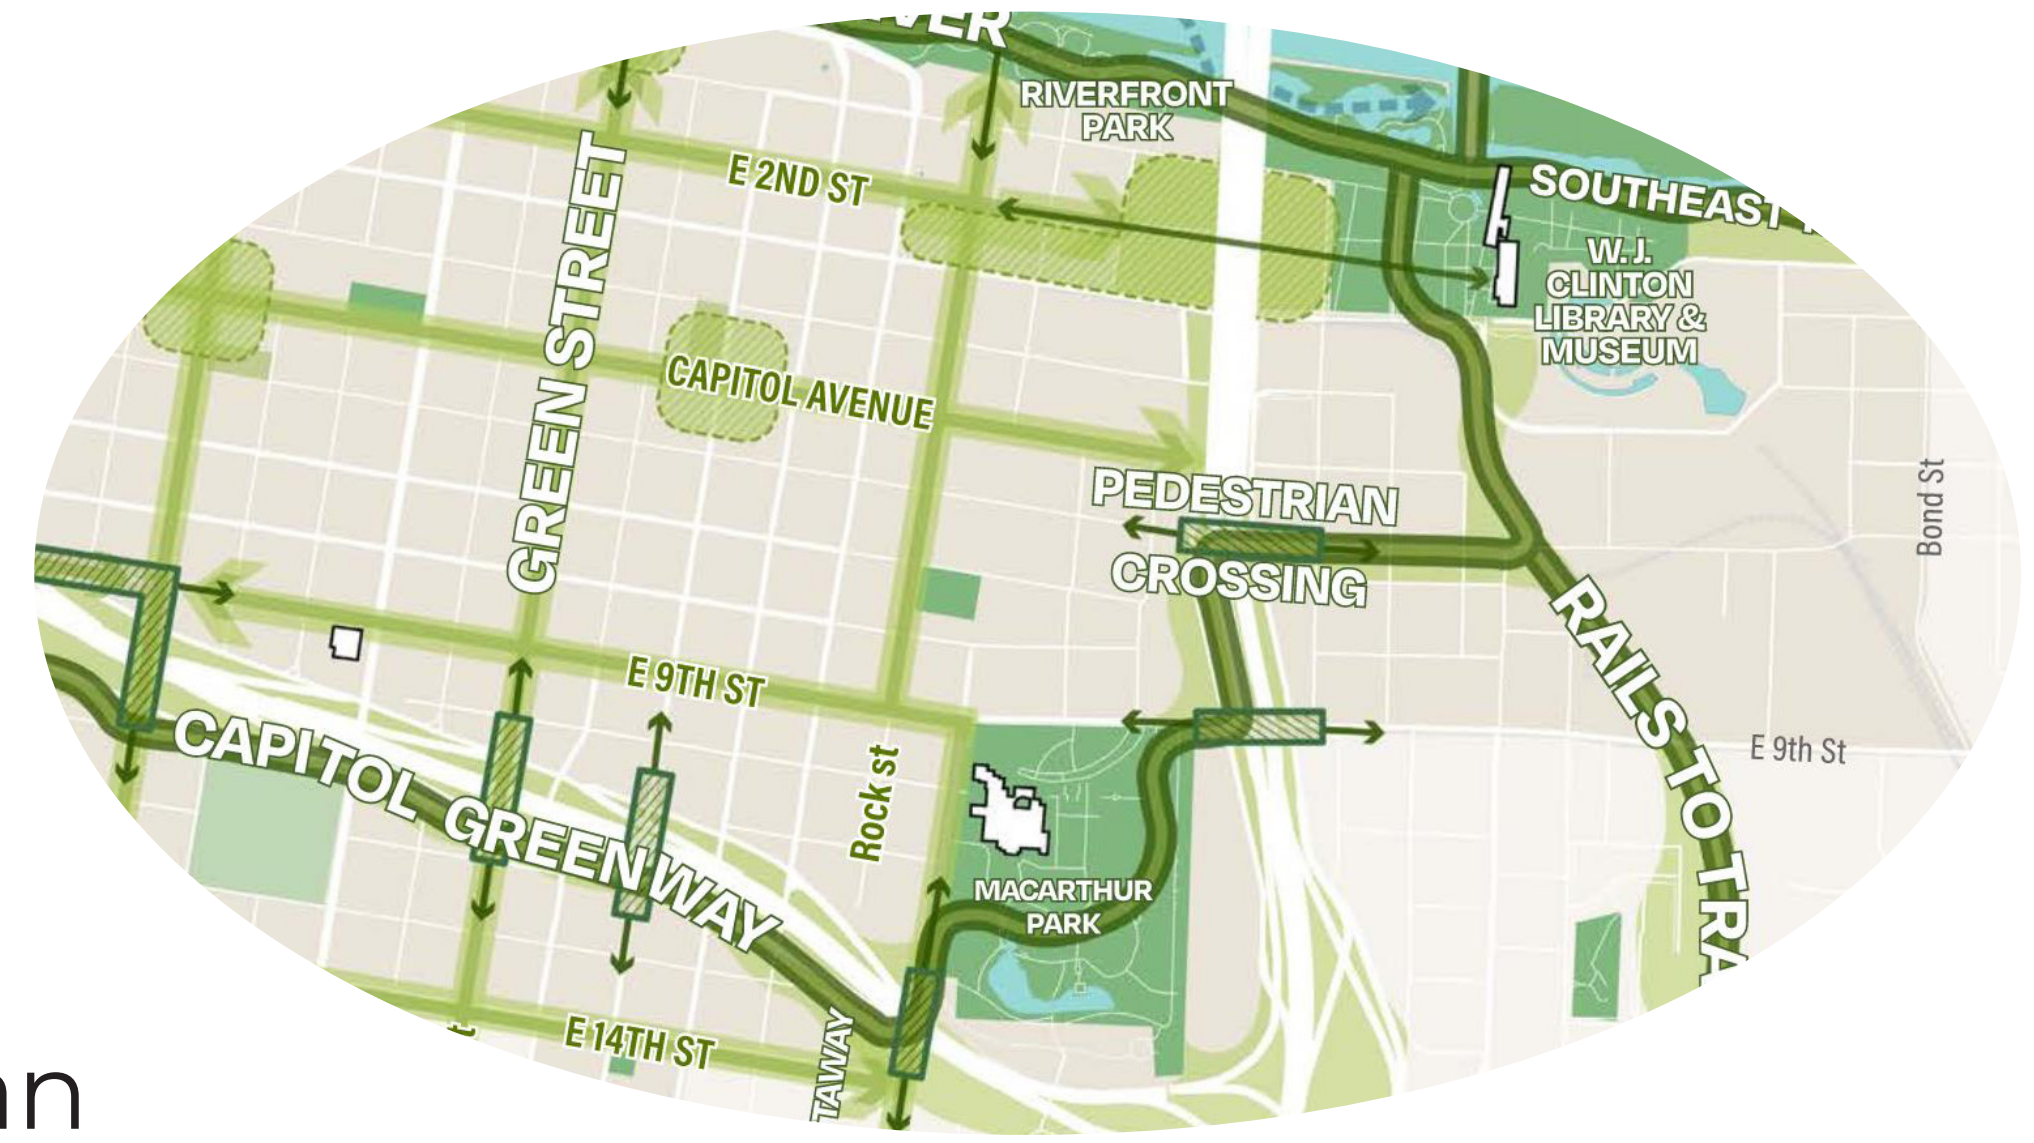 RIVERFRONT
PARK
E 2ND ST
SOUTHEAST
W. J.
CLINTON
LIBRARY &
MUSEUM
GREEN STREET
CAPITOL AVENUE
PEDESTRIAN
CROSSING
Bond St
RAILS TO TRA
E 9TH ST
E 9th St
CAPITOL GREENWAY
Rock st
MACARTHUR
PARK
E 14TH ST
TAWAY